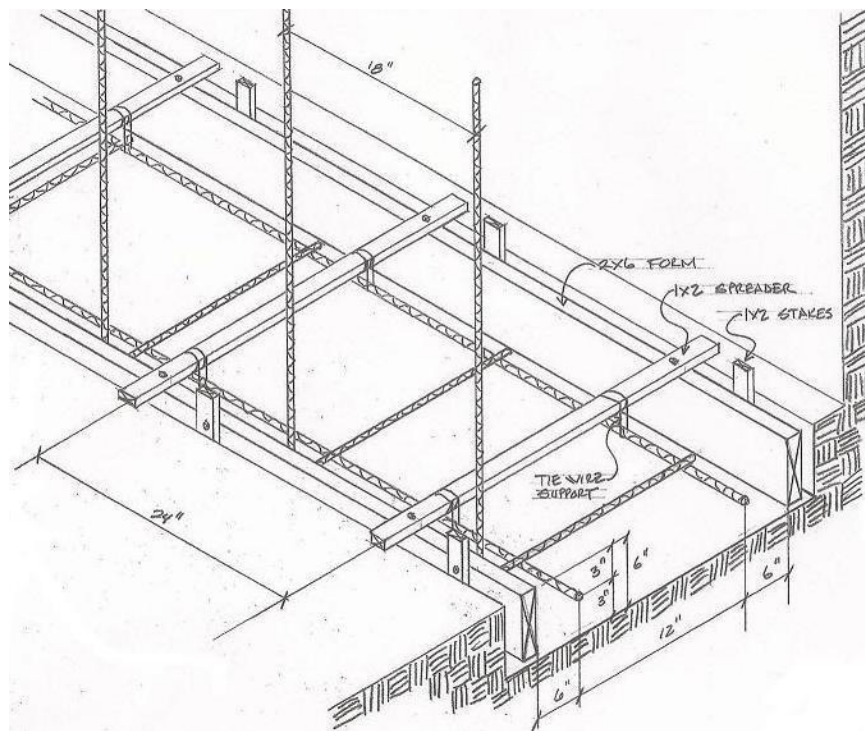 18"
2X6 FORM
1X2 SPREADER
1X2 STAKES
TIE WIRE
SUPPORT
24"
3"
6"
3"
6"
12"
6"